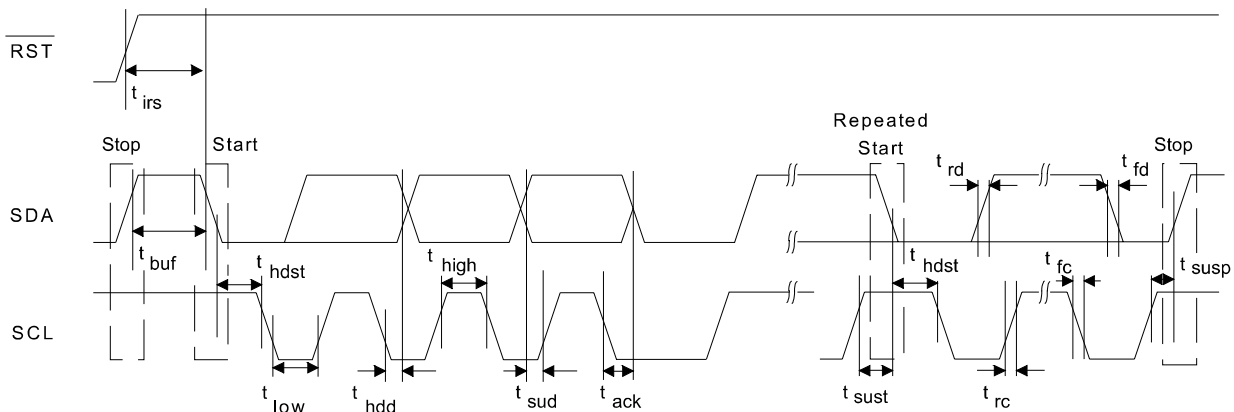 RST
t irs
Repeated
Stop
Start
Start
Stop
t rd
t fd
SDA
t buf
t hdst
t high
t hdst
t fc
t susp
SCL
t low
t hdd
t sud
t ack
t sust
t rc